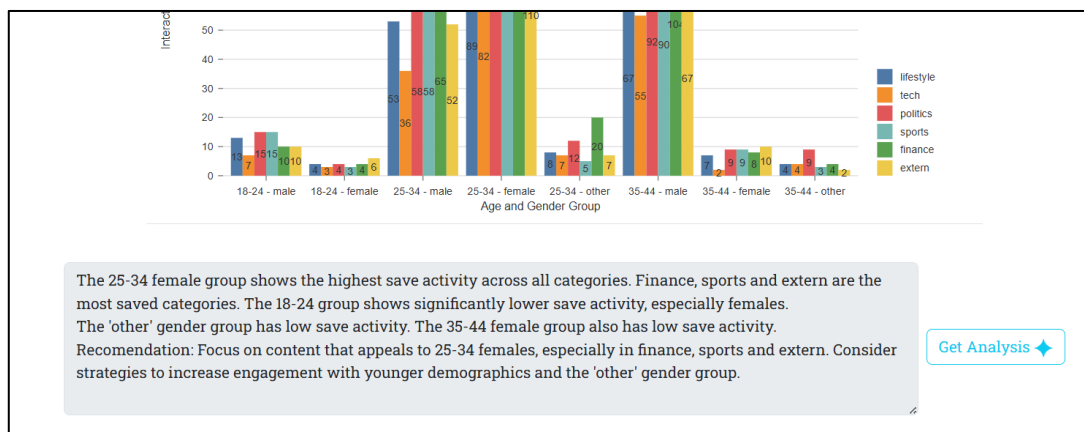 Interac
50
40
30
20
10
0
13 7 15 15 10 10
4 3 4 3 4 6
53 36 58 58 65 52
89 82 110
8 7 12 5 20 7
67 55 92 90 104 67
7 2 9 9 8 10
4 4 9 3 4 2
18-24 - male 18-24 - female 25-34 - male 25-34 - female 25-34 - other 35-44 - male 35-44 - female 35-44 - other
Age and Gender Group
lifestyle
tech
politics
sports
finance
extern
The 25-34 female group shows the highest save activity across all categories. Finance, sports and extern are the
most saved categories. The 18-24 group shows significantly lower save activity, especially females.
The 'other' gender group has low save activity. The 35-44 female group also has low save activity.
Recomendation: Focus on content that appeals to 25-34 females, especially in finance, sports and extern. Consider
strategies to increase engagement with younger demographics and the 'other' gender group.
Get Analysis